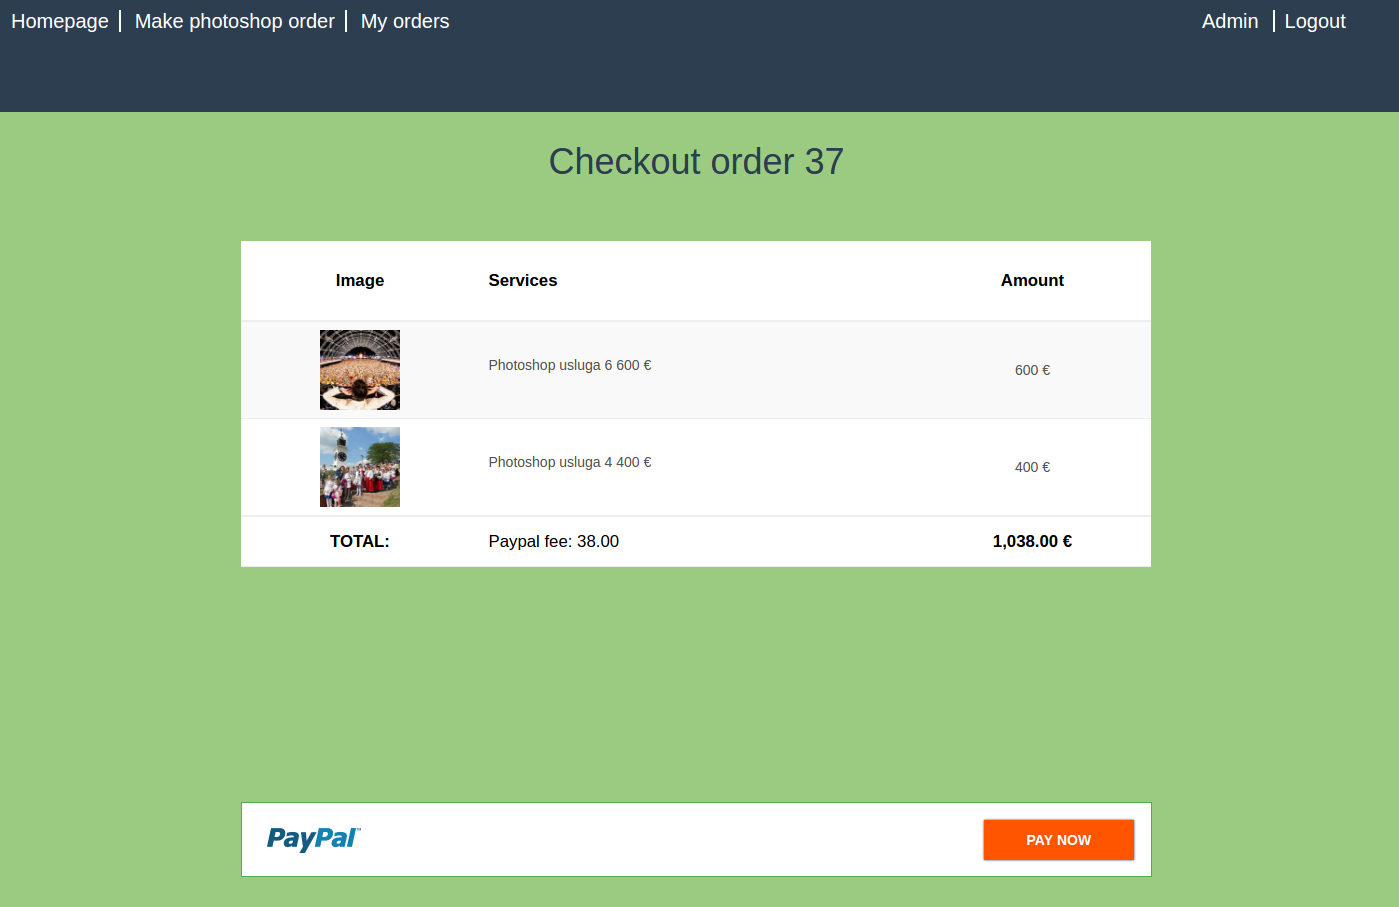 Homepage | Make photoshop order | My orders Admin | Logout
Checkout order 37
Image Services Amount
Photoshop usluga 6 600 € 600 €
Photoshop usluga 4 400 € 400 €
TOTAL: Paypal fee: 38.00 1,038.00 €
PayPal™ PAY NOW